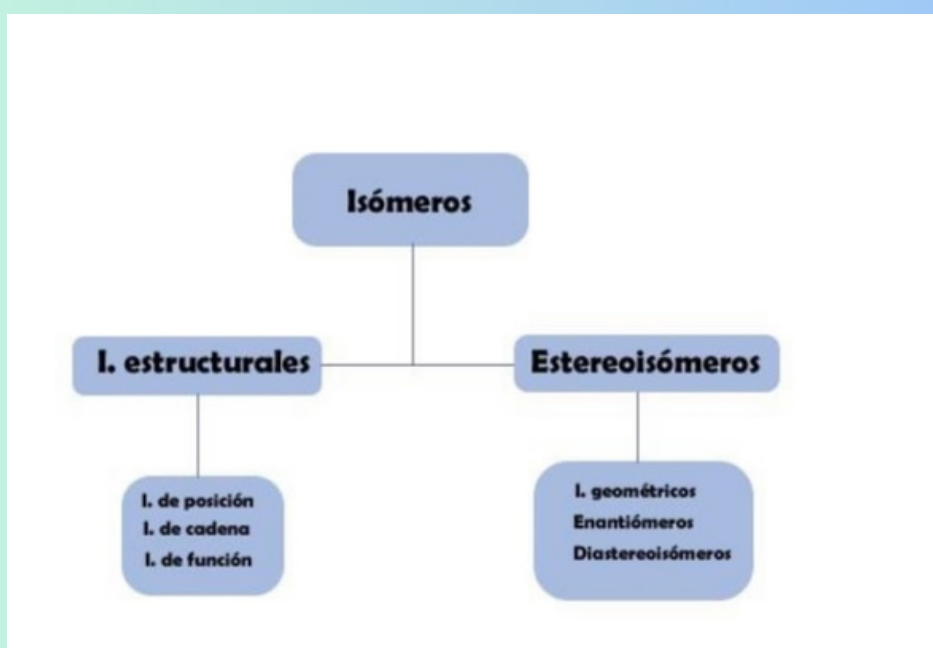 Isómeros
I. estructurales
Estereoisómeros
I. de posición
I. de cadena
I. de función
I. geométricos
Enantiómeros
Diastereoisómeros